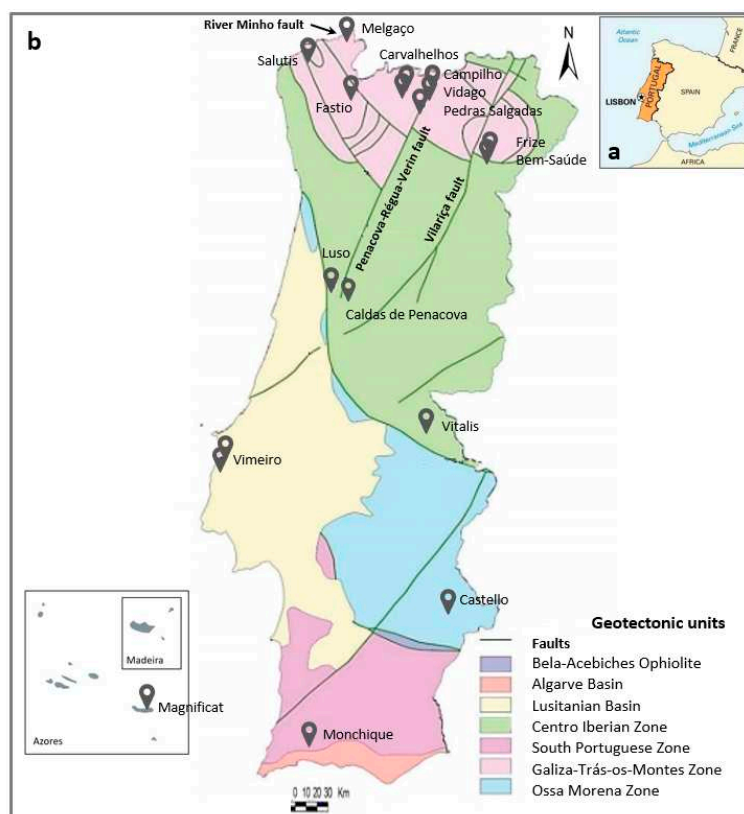 b
River Minho fault
Melgaço
Salutis
Carvalhelhos
Campilho
Fastio
Vidago
Pedras Salgadas
Frize
Bem-Saúde
Penacova-Régua-Verin fault
Vilariça fault
Luso
Caldas de Penacova
Vitalis
Vimeiro
Castello
Monchique
Magnificat
Madeira
Azores
N
Atlantic
Ocean
FRANCE
PORTUGAL
SPAIN
LISBON
Mediterranean Sea
AFRICA
a
Geotectonic units
Faults
Bela-Acebiches Ophiolite
Algarve Basin
Lusitanian Basin
Centro Iberian Zone
South Portuguese Zone
Galiza-Trás-os-Montes Zone
Ossa Morena Zone
0 10 20 30 Km